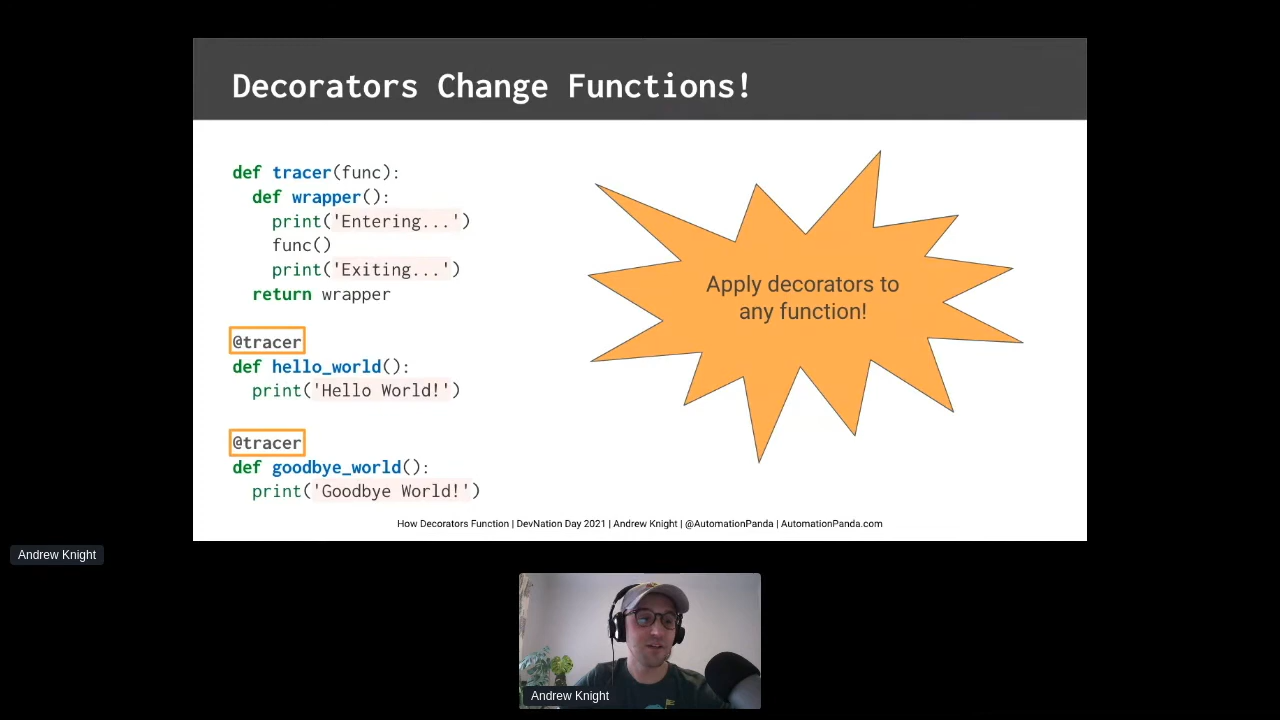 Decorators Change Functions!
def tracer(func):
def wrapper():
print('Entering...')
func()
print('Exiting...')
return wrapper
@tracer
def hello_world():
print('Hello World!')
@tracer
def goodbye_world():
print('Goodbye World!')
Apply decorators to
any function!
How Decorators Function | DevNation Day 2021 | Andrew Knight | @AutomationPanda | AutomationPanda.com
Andrew Knight
Andrew Knight